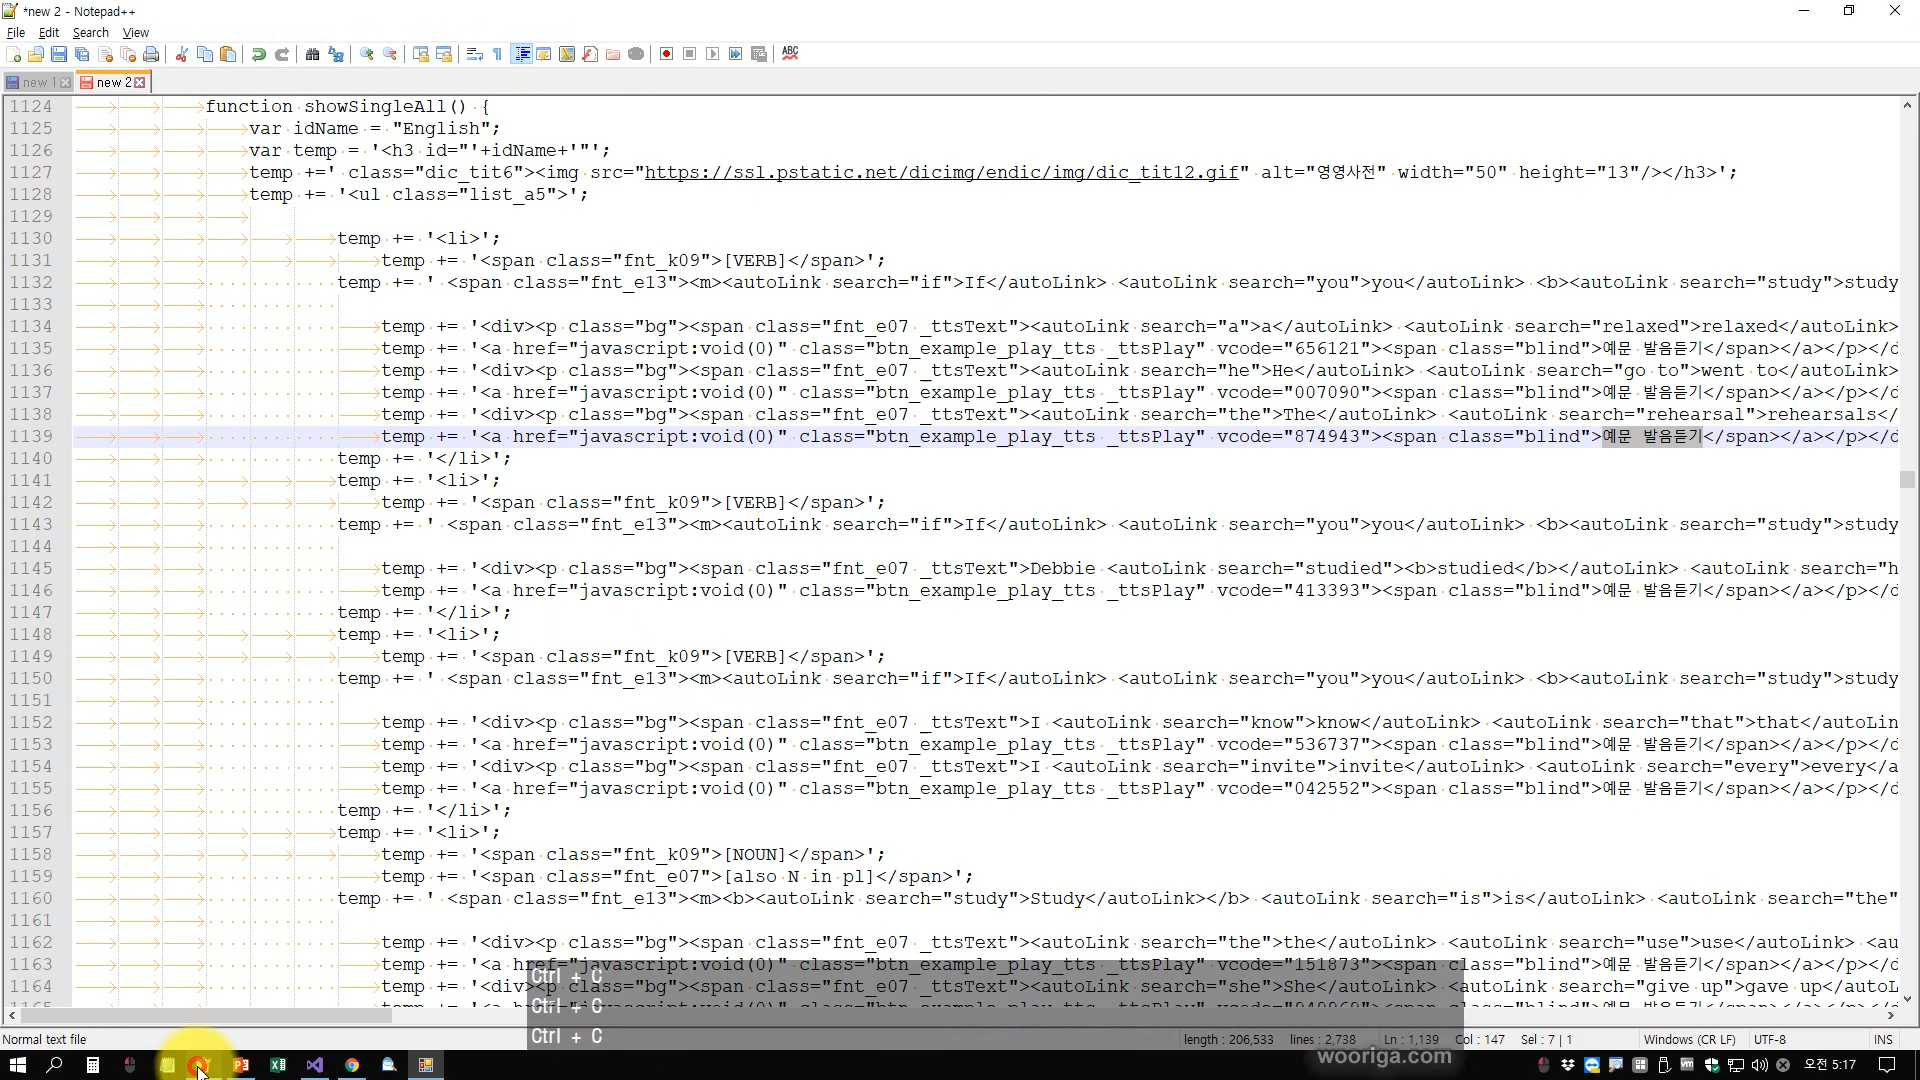 *new 2 - Notepad++
File Edit Search View
ABC
new 1 new 2
1124 function showSingleAll() {
1125 var idName = "English";
1126 var temp = '<h3 id="'+idName+'"';
1127 temp +=' class="dic_tit6"><img src="https://ssl.pstatic.net/dicimg/endic/img/dic_tit12.gif" alt="영영사전" width="50" height="13"/></h3>';
1128 temp += '<ul class="list_a5">';
1129
1130 temp += '<li>';
1131 temp += '<span class="fnt_k09">[VERB]</span>';
1132 temp += ' <span class="fnt_e13"><m><autoLink search="if">If</autoLink> <autoLink search="you">you</autoLink> <b><autoLink search="study">study
1133
1134 temp += '<div><p class="bg"><span class="fnt_e07 _ttsText"><autoLink search="a">a</autoLink> <autoLink search="relaxed">relaxed</autoLink>
1135 temp += '<a href="javascript:void(0)" class="btn_example_play_tts _ttsPlay" vcode="656121"><span class="blind">예문 발음듣기</span></a></p></d
1136 temp += '<div><p class="bg"><span class="fnt_e07 _ttsText"><autoLink search="he">He</autoLink> <autoLink search="go to">went to</autoLink>
1137 temp += '<a href="javascript:void(0)" class="btn_example_play_tts _ttsPlay" vcode="007090"><span class="blind">예문 발음듣기</span></a></p></d
1138 temp += '<div><p class="bg"><span class="fnt_e07 _ttsText"><autoLink search="the">The</autoLink> <autoLink search="rehearsal">rehearsals</
1139 temp += '<a href="javascript:void(0)" class="btn_example_play_tts _ttsPlay" vcode="874943"><span class="blind">예문 발음듣기</span></a></p></d
1140 temp += '</li>';
1141 temp += '<li>';
1142 temp += '<span class="fnt_k09">[VERB]</span>';
1143 temp += ' <span class="fnt_e13"><m><autoLink search="if">If</autoLink> <autoLink search="you">you</autoLink> <b><autoLink search="study">study
1144
1145 temp += '<div><p class="bg"><span class="fnt_e07 _ttsText">Debbie <autoLink search="studied"><b>studied</b></autoLink> <autoLink search="h
1146 temp += '<a href="javascript:void(0)" class="btn_example_play_tts _ttsPlay" vcode="413393"><span class="blind">예문 발음듣기</span></a></p></d
1147 temp += '</li>';
1148 temp += '<li>';
1149 temp += '<span class="fnt_k09">[VERB]</span>';
1150 temp += ' <span class="fnt_e13"><m><autoLink search="if">If</autoLink> <autoLink search="you">you</autoLink> <b><autoLink search="study">study
1151
1152 temp += '<div><p class="bg"><span class="fnt_e07 _ttsText">I <autoLink search="know">know</autoLink> <autoLink search="that">that</autoLin
1153 temp += '<a href="javascript:void(0)" class="btn_example_play_tts _ttsPlay" vcode="536737"><span class="blind">예문 발음듣기</span></a></p></d
1154 temp += '<div><p class="bg"><span class="fnt_e07 _ttsText">I <autoLink search="invite">invite</autoLink> <autoLink search="every">every</a
1155 temp += '<a href="javascript:void(0)" class="btn_example_play_tts _ttsPlay" vcode="042552"><span class="blind">예문 발음듣기</span></a></p></d
1156 temp += '</li>';
1157 temp += '<li>';
1158 temp += '<span class="fnt_k09">[NOUN]</span>';
1159 temp += '<span class="fnt_e07">[also N in pl]</span>';
1160 temp += ' <span class="fnt_e13"><m><b><autoLink search="study">Study</autoLink></b> <autoLink search="is">is</autoLink> <autoLink search="the"
1161
1162 temp += '<div><p class="bg"><span class="fnt_e07 _ttsText"><autoLink search="the">the</autoLink> <autoLink search="use">use</autoLink> <au
1163 temp += '<a href="javascript:void(0)" class="btn_example_play_tts _ttsPlay" vcode="151873"><span class="blind">예문 발음듣기</span></a></p></d
1164 temp += '<div><p class="bg"><span class="fnt_e07 _ttsText"><autoLink search="she">She</autoLink> <autoLink search="give up">gave up</autoL
Ctrl + C
Ctrl + C
Ctrl + C
Normal text file length : 206,533 lines : 2,738 Ln : 1,139 Col : 147 Sel : 7 | 1 Windows (CR LF) UTF-8 INS
wooriga.com
오전 5:17